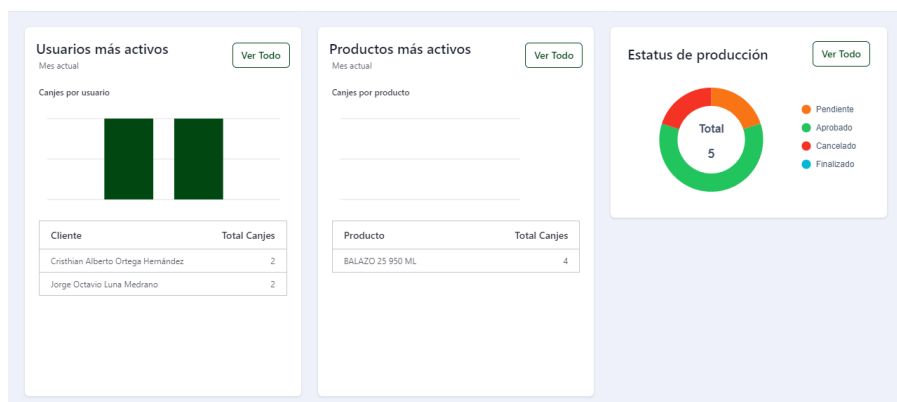 Usuarios más activos
Ver Todo
Mes actual
Canjes por usuario
Cliente Total Canjes
Cristhian Alberto Ortega Hernández 2
Jorge Octavio Luna Medrano 2
Productos más activos
Ver Todo
Mes actual
Canjes por producto
Producto Total Canjes
BALAZO 25 950 ML 4
Estatus de producción
Ver Todo
Total
5
Pendiente
Aprobado
Cancelado
Finalizado